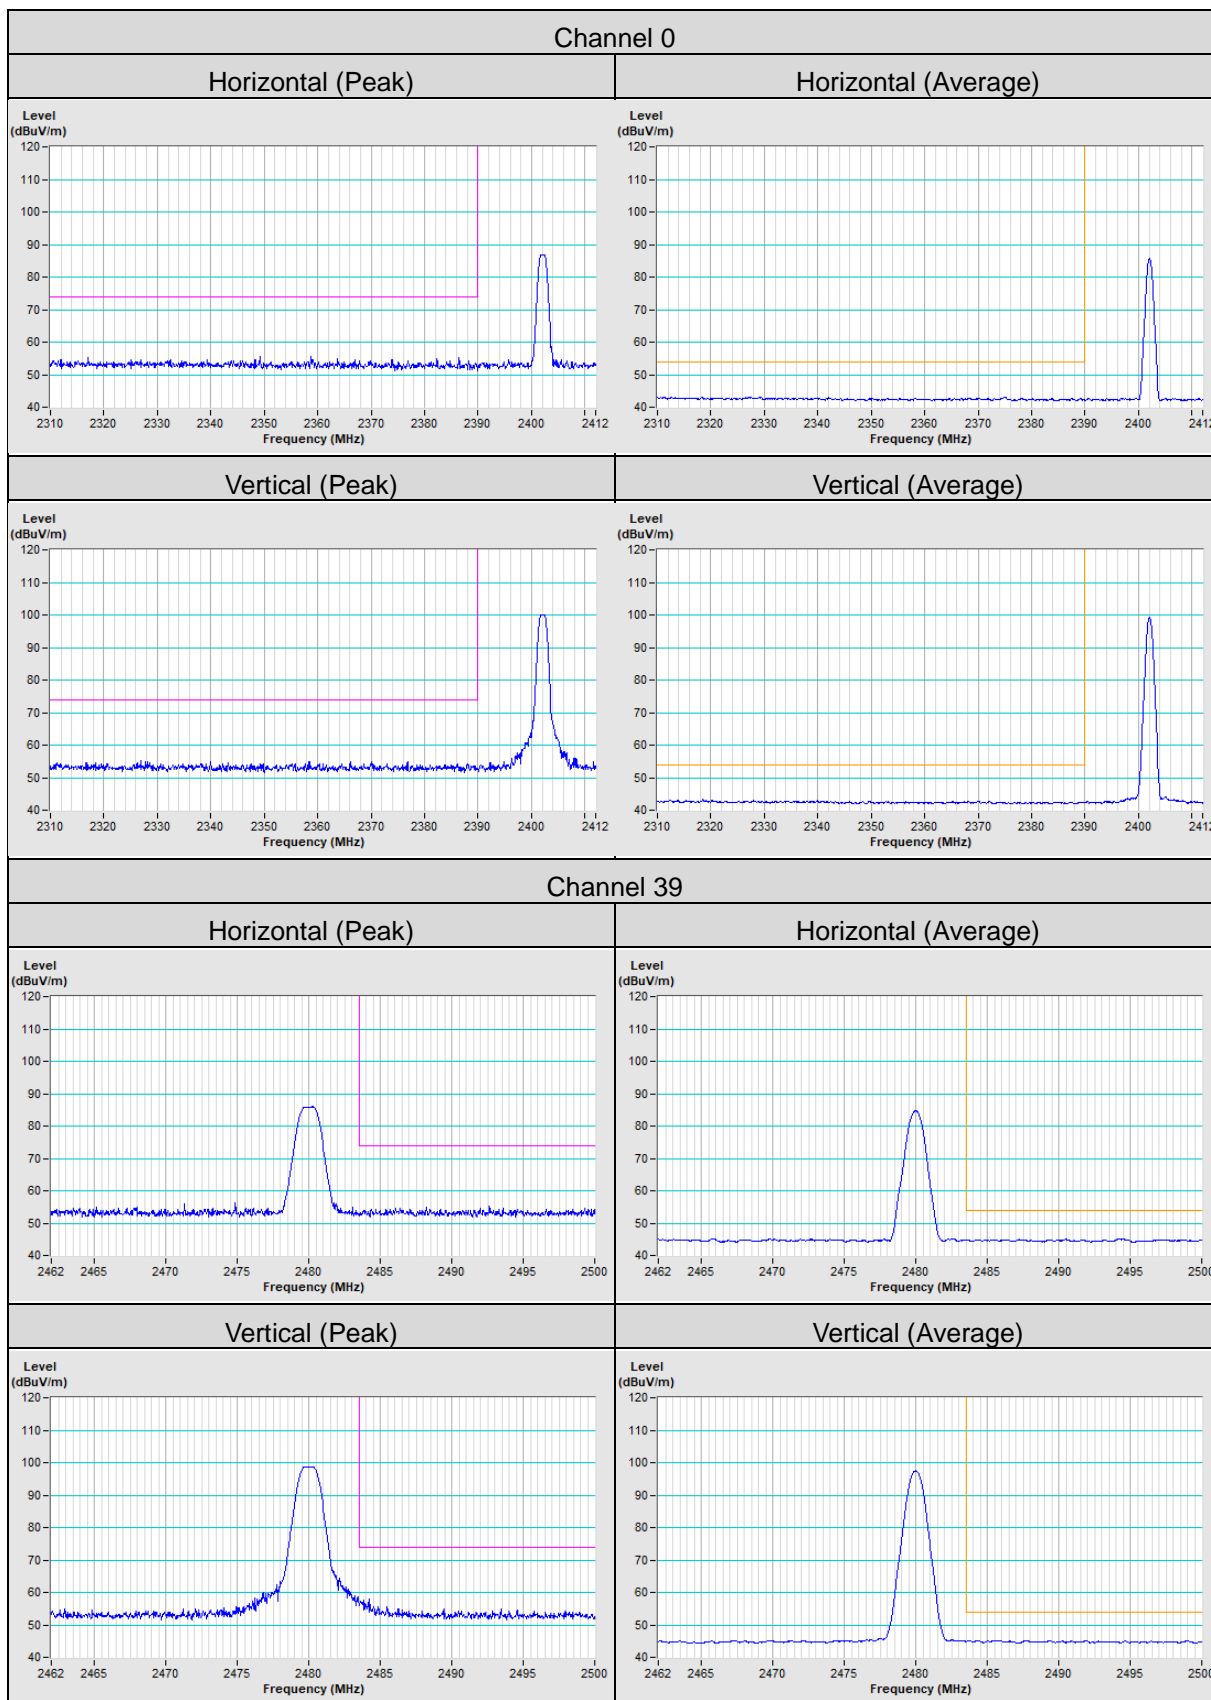 Channel 0
Horizontal (Peak) Horizontal (Average)
Level Level
(dBuV/m) (dBuV/m)
120 120
110 110
100 100
90 90
80 80
70 70
60 60
50 50
40 40
2310 2320 2330 2340 2350 2360 2370 2380 2390 2400 2412 2310 2320 2330 2340 2350 2360 2370 2380 2390 2400 2412
Frequency (MHz) Frequency (MHz)
Vertical (Peak) Vertical (Average)
Level Level
(dBuV/m) (dBuV/m)
120 120
110 110
100 100
90 90
80 80
70 70
60 60
50 50
40 40
2310 2320 2330 2340 2350 2360 2370 2380 2390 2400 2412 2310 2320 2330 2340 2350 2360 2370 2380 2390 2400 2412
Frequency (MHz) Frequency (MHz)
Channel 39
Horizontal (Peak) Horizontal (Average)
Level Level
(dBuV/m) (dBuV/m)
120 120
110 110
100 100
90 90
80 80
70 70
60 60
50 50
40 40
2462 2465 2470 2475 2480 2485 2490 2495 2500 2462 2465 2470 2475 2480 2485 2490 2495 2500
Frequency (MHz) Frequency (MHz)
Vertical (Peak) Vertical (Average)
Level Level
(dBuV/m) (dBuV/m)
120 120
110 110
100 100
90 90
80 80
70 70
60 60
50 50
40 40
2462 2465 2470 2475 2480 2485 2490 2495 2500 2462 2465 2470 2475 2480 2485 2490 2495 2500
Frequency (MHz) Frequency (MHz)